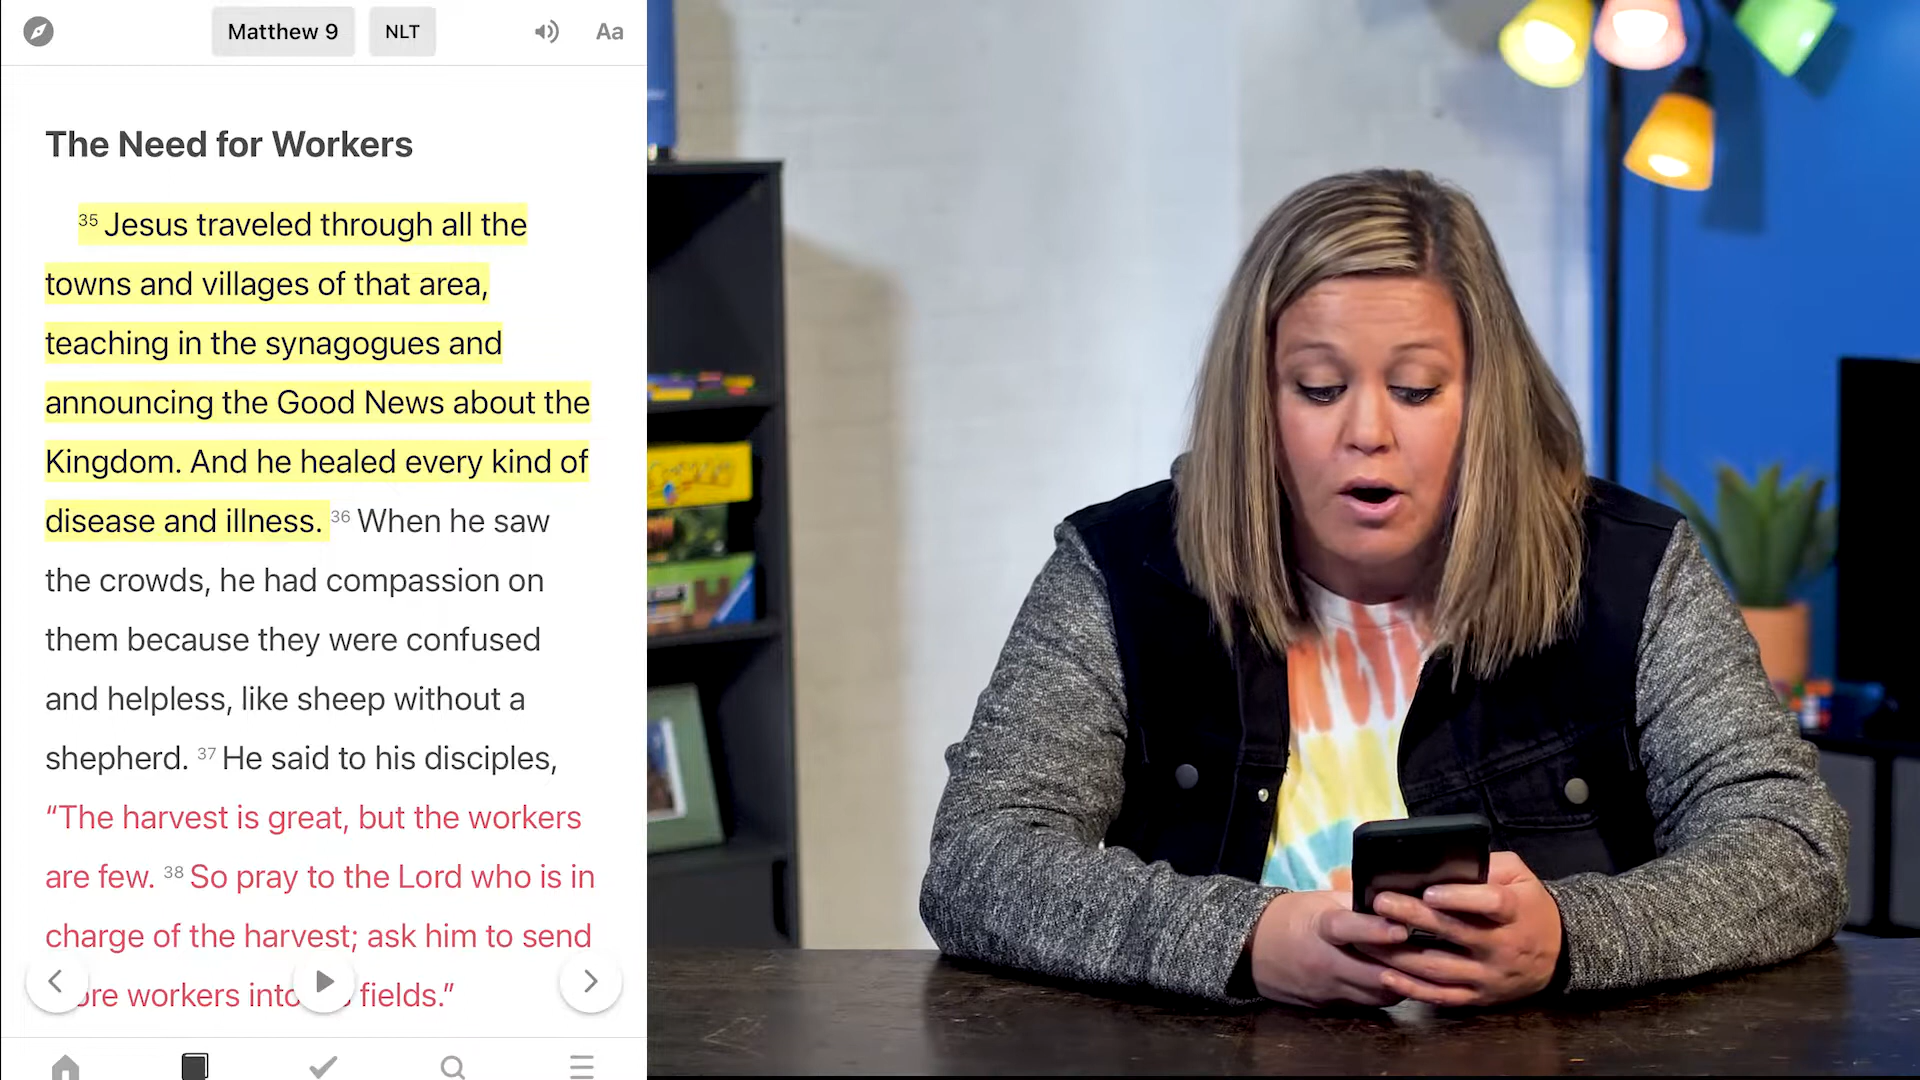 Matthew 9
NLT
Aa
The Need for Workers
35 Jesus traveled through all the
towns and villages of that area,
teaching in the synagogues and
announcing the Good News about the
Kingdom. And he healed every kind of
disease and illness. 36 When he saw
the crowds, he had compassion on
them because they were confused
and helpless, like sheep without a
shepherd. 37 He said to his disciples,
“The harvest is great, but the workers
are few. 38 So pray to the Lord who is in
charge of the harvest; ask him to send
workers into fields.”